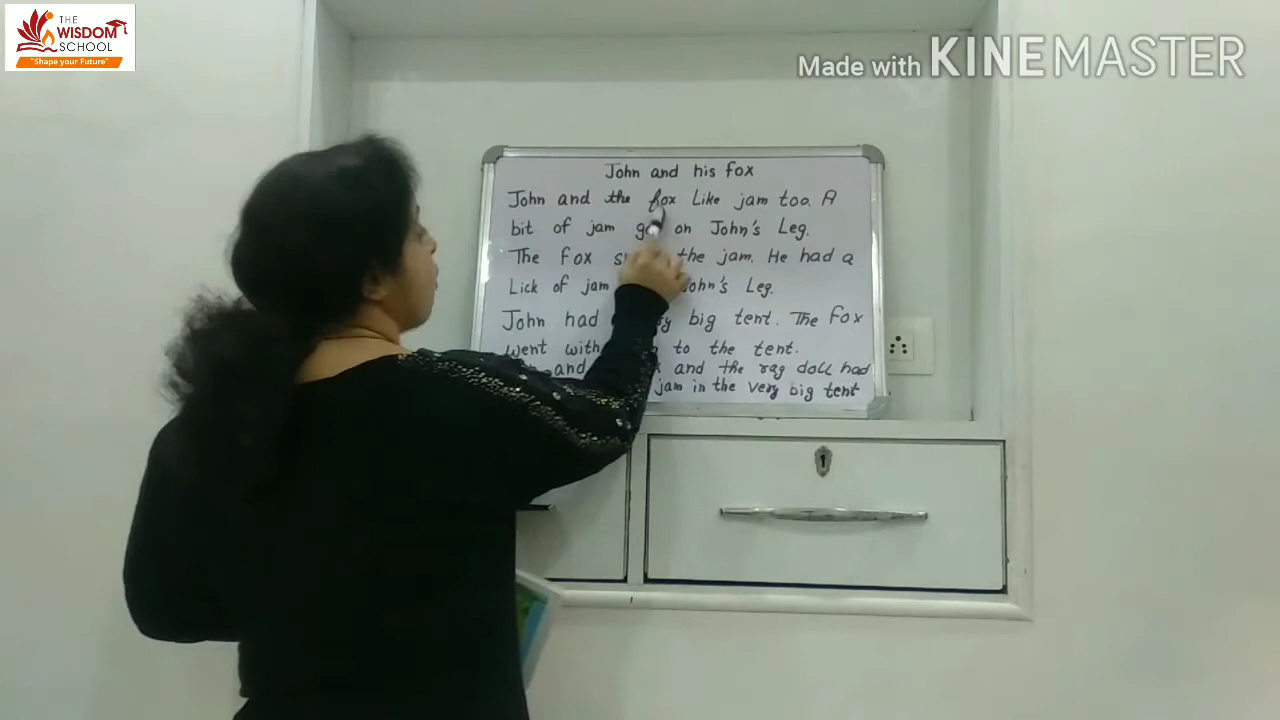 THE
WISDOM
SCHOOL
"Shape your Future"
Made with KINEMASTER
John and his fox
John and the fox Like jam too. A
bit of jam on John's Leg.
The Fox the jam. He had a
Lick of jam John's Leg.
John had big tent. The Fox
went with to the tent.
and and the rag doll had
jam in the very big tent